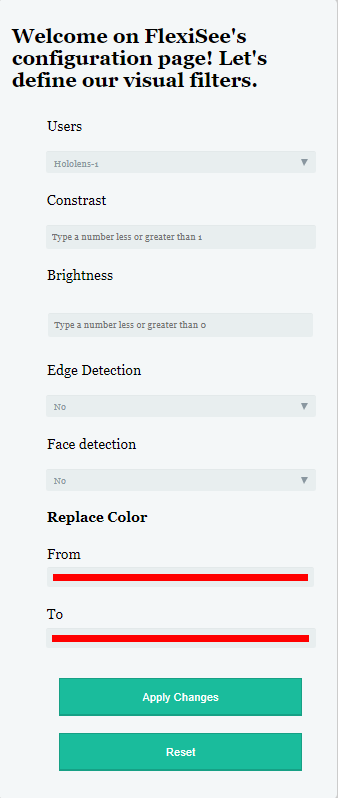 Welcome on FlexiSee's
configuration page! Let's
define our visual filters.
Users
Hololens-1
Constrast
Type a number less or greater than 1
Brightness
Type a number less or greater than 0
Edge Detection
No
Face detection
No
Replace Color
From
To
Apply Changes
Reset